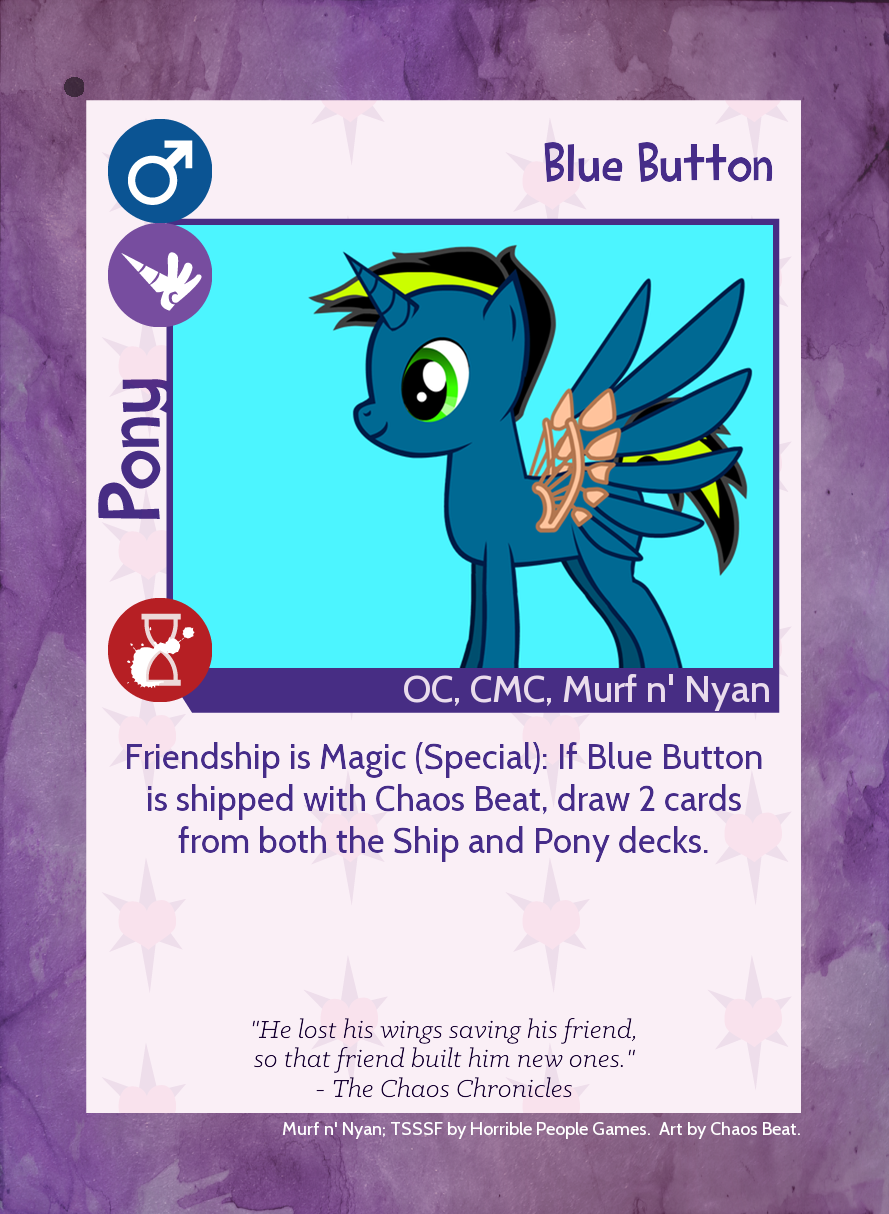 Blue Button
Pony
OC, CMC, Murf n' Nyan
Friendship is Magic (Special): If Blue Button
is shipped with Chaos Beat, draw 2 cards
from both the Ship and Pony decks.
"He lost his wings saving his friend,
so that friend built him new ones."
- The Chaos Chronicles
Murf n' Nyan; TSSSF by Horrible People Games.  Art by Chaos Beat.